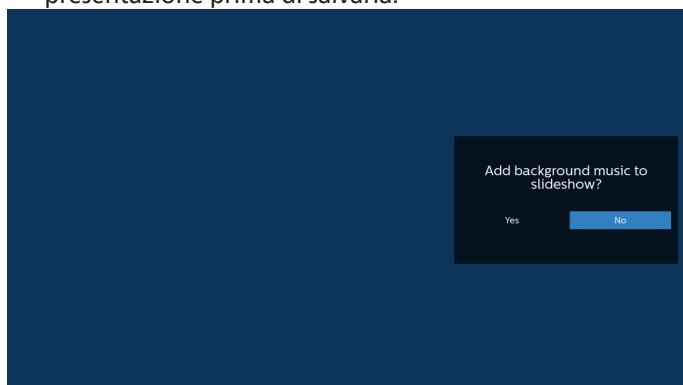 presentazione prima di salvarla.
Add background music to
slideshow?
Yes
No